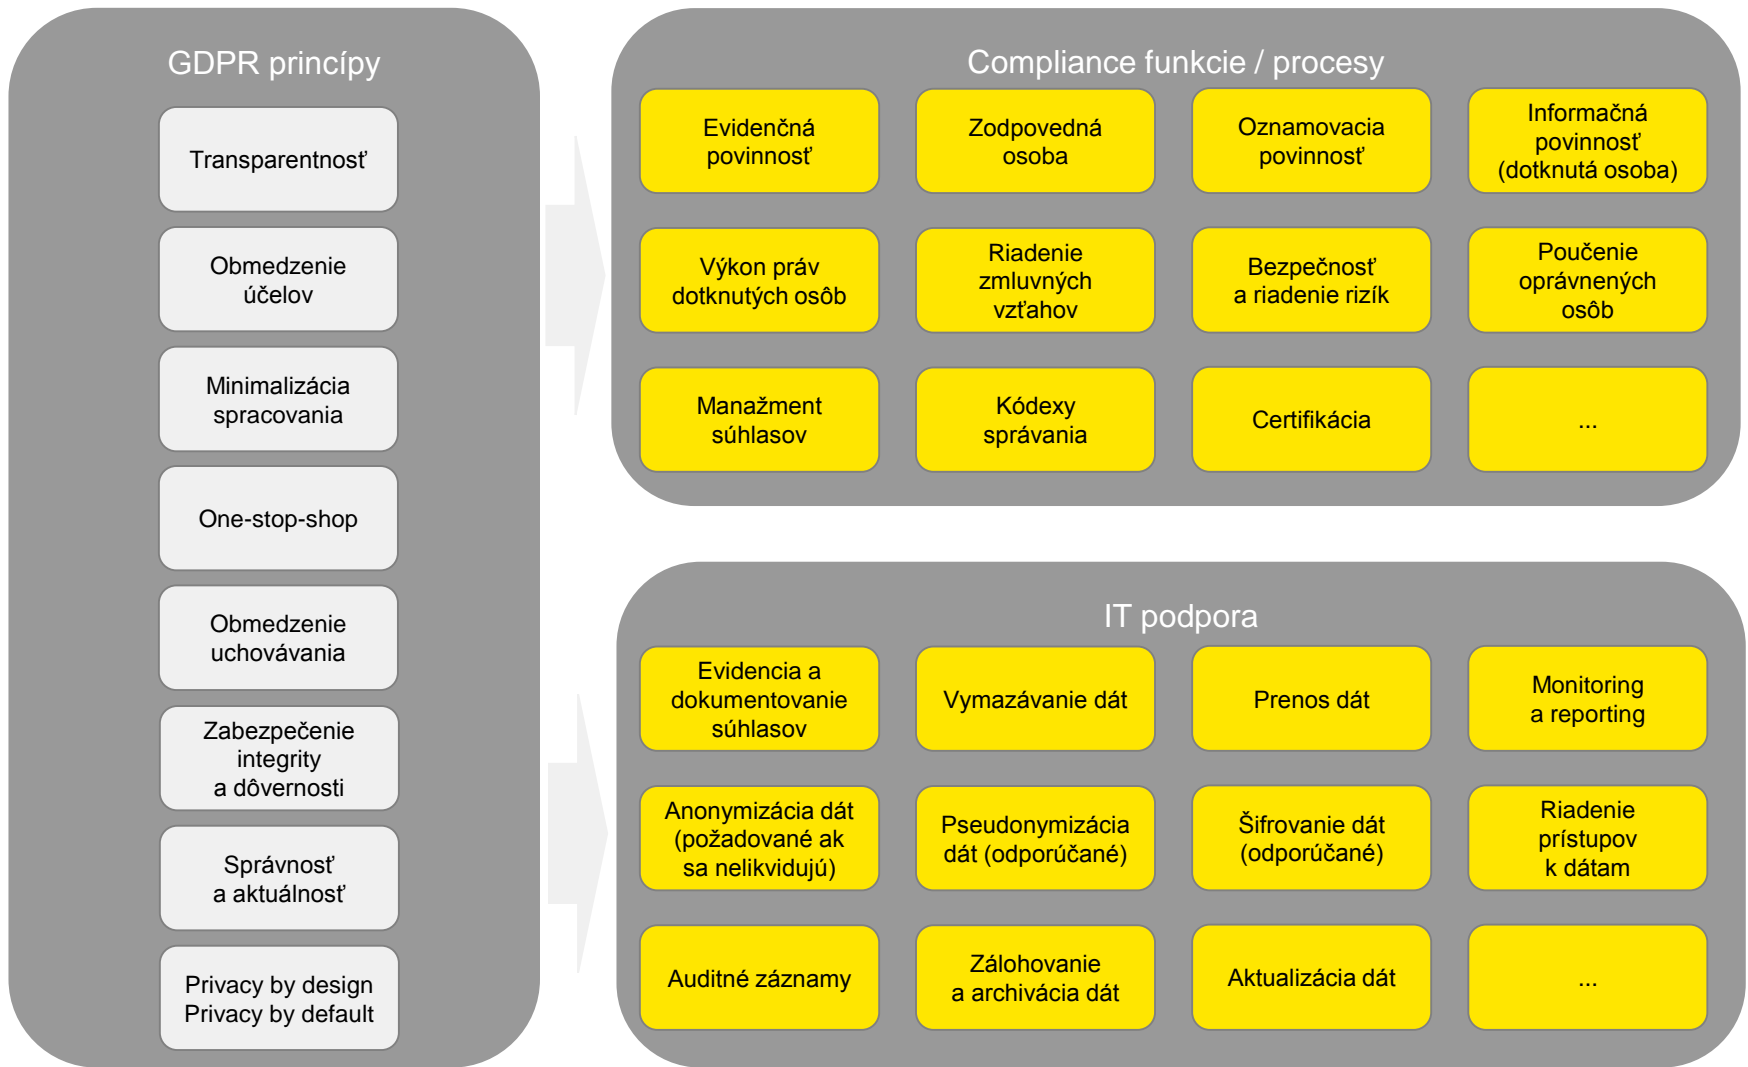 GDPR princípy
Transparentnosť
Obmedzenie
účelov
Minimalizácia
spracovania
One-stop-shop
Obmedzenie
uchovávania
Zabezpečenie
integrity
a dôvernosti
Správnosť
a aktuálnosť
Privacy by design
Privacy by default
Compliance funkcie / procesy
Evidenčná
povinnosť
Zodpovedná
osoba
Oznamovacia
povinnosť
Informačná
povinnosť
(dotknutá osoba)
Výkon práv
dotknutých osôb
Riadenie
zmluvných
vzťahov
Bezpečnosť
a riadenie rizík
Poučenie
oprávnených
osôb
Manažment
súhlasov
Kódexy
správania
Certifikácia
...
IT podpora
Evidencia a
dokumentovanie
súhlasov
Vymazávanie dát
Prenos dát
Monitoring
a reporting
Anonymizácia dát
(požadované ak
sa nelikvidujú)
Pseudonymizácia
dát (odporúčané)
Šifrovanie dát
(odporúčané)
Riadenie
prístupov
k dátam
Auditné záznamy
Zálohovanie
a archivácia dát
Aktualizácia dát
...